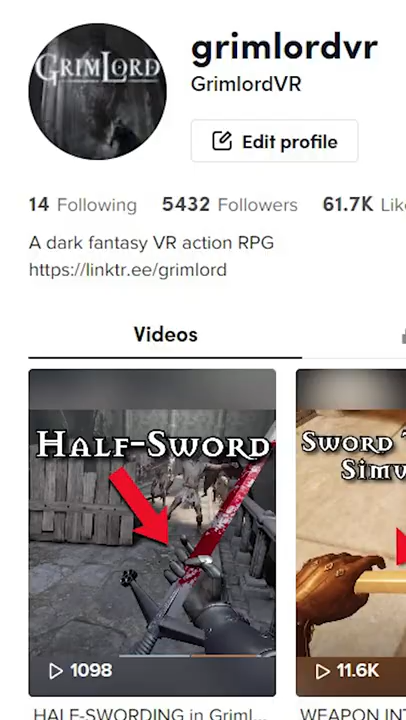 GRIMLORD
grimlordvr
GrimlordVR
Edit profile
14 Following 5432 Followers 61.7K Lik
A dark fantasy VR action RPG
https://linktr.ee/grimlord
Videos
HALF-SWORD
SWORD
SIMU
1098
11.6K
HALF-SWORDING in Griml...
WEAPON INT